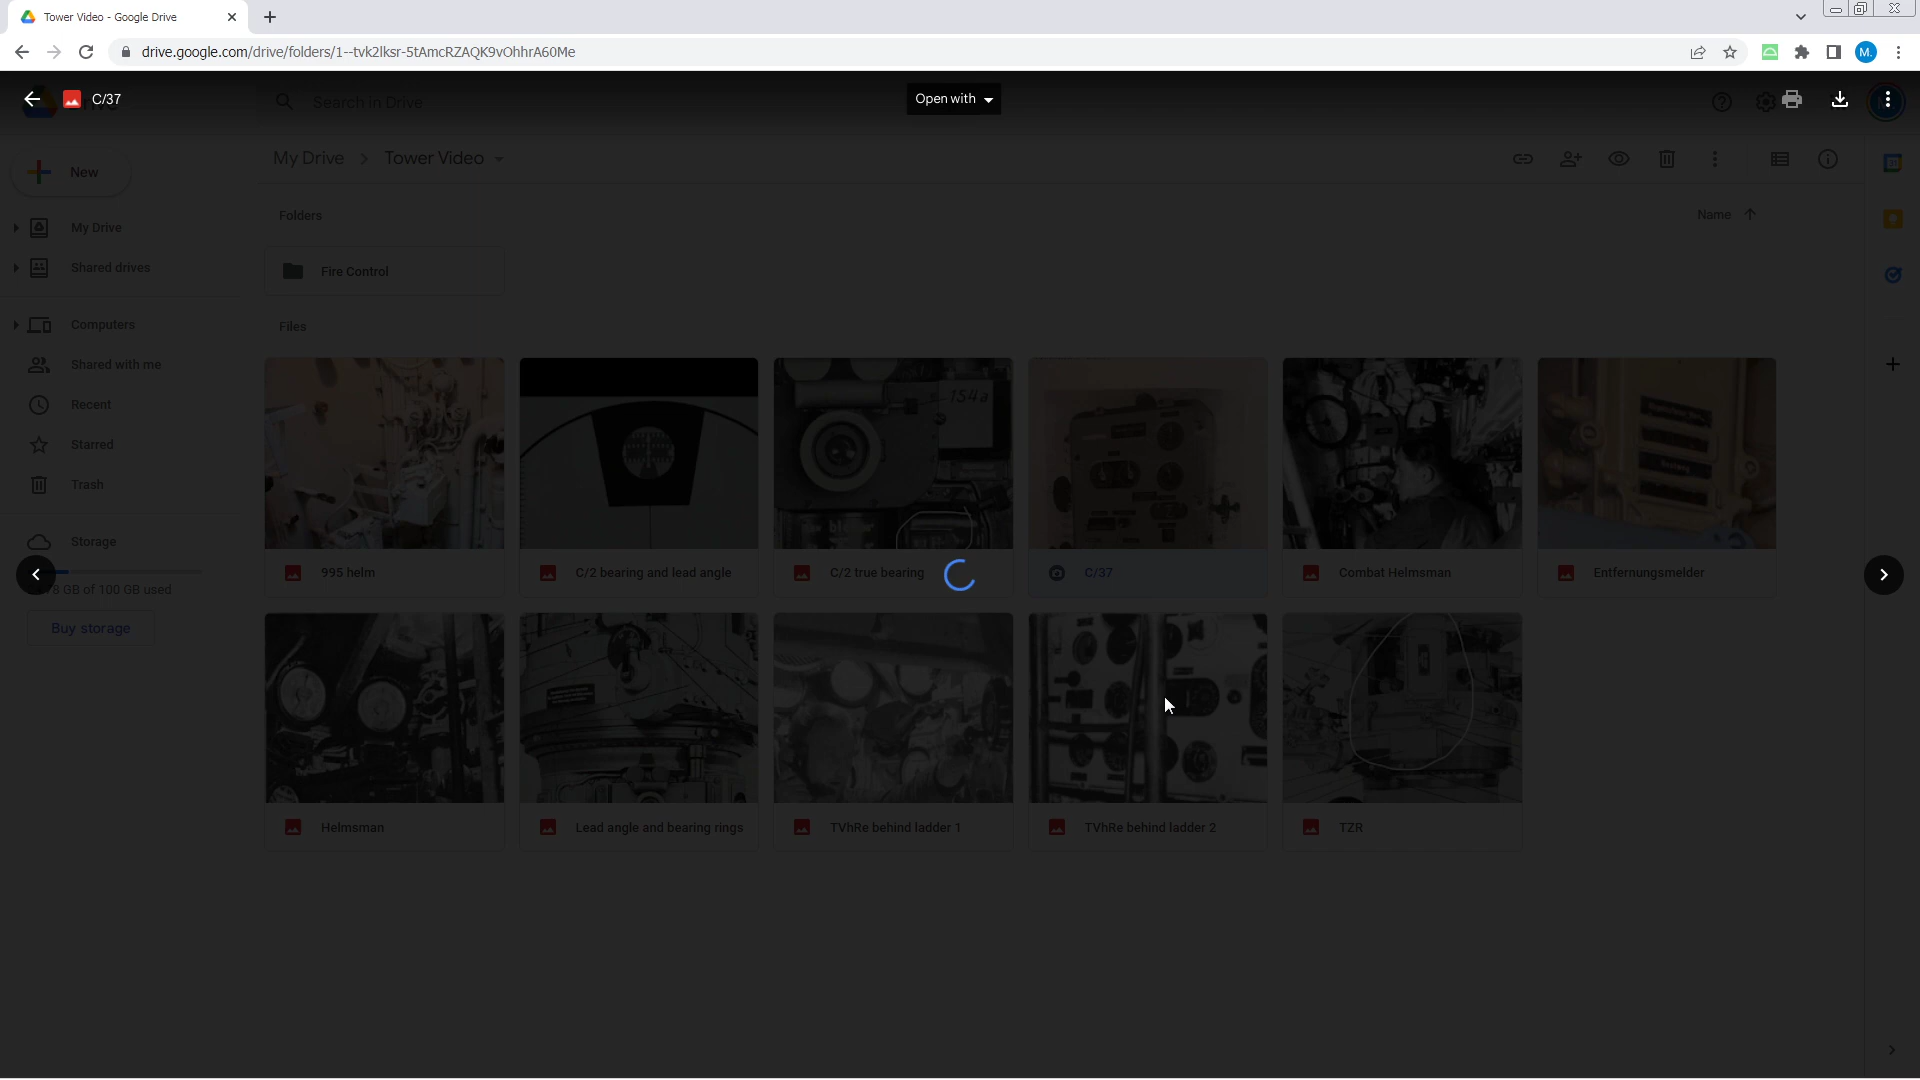 Tower Video - Google Drive
drive.google.com/drive/folders/1--tvk2lksr-5tAmcRZAQK9vOhhrA60Me
M.
C/37
Search in Drive
Open with
New
My Drive > Tower Video
My Drive
Shared drives
Computers
Shared with me
Recent
Starred
Trash
Storage
GB of 100 GB used
Buy storage
Folders
Name
Fire Control
Files
154a
995 helm
C/2 bearing and lead angle
C/2 true bearing
C/37
Combat Helmsman
Entfernungsmelder
Helmsman
Lead angle and bearing rings
TVhRe behind ladder 1
TVhRe behind ladder 2
TZR